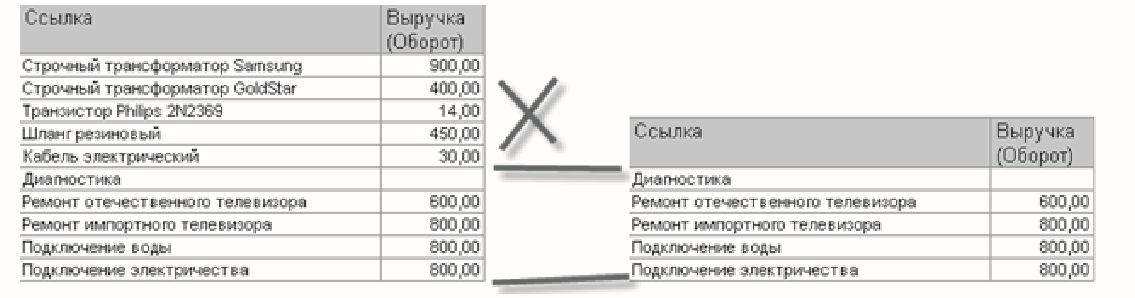 Ссылка Выручка
(Оборот)
Строчный трансформатор Samsung 900,00
Строчный трансформатор GoldStar 400,00
Транзистор Philips 2N2369 14,00
Шланг резиновый 450,00
Кабель электрический 30,00
Диагностика
Ремонт отечественного телевизора 600,00
Ремонт импортного телевизора 800,00
Подключение воды 800,00
Подключение электричества 800,00
Ссылка Выручка
(Оборот)
Диагностика
Ремонт отечественного телевизора 600,00
Ремонт импортного телевизора 800,00
Подключение воды 800,00
Подключение электричества 800,00